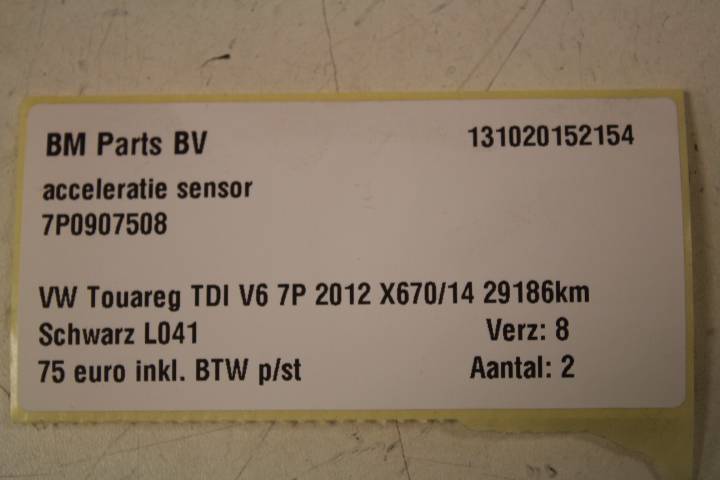 BM Parts BV 131020152154
acceleratie sensor
7P0907508
VW Touareg TDI V6 7P 2012 X670/14 29186km
Schwarz L041 Verz: 8
75 euro inkl. BTW p/st Aantal: 2